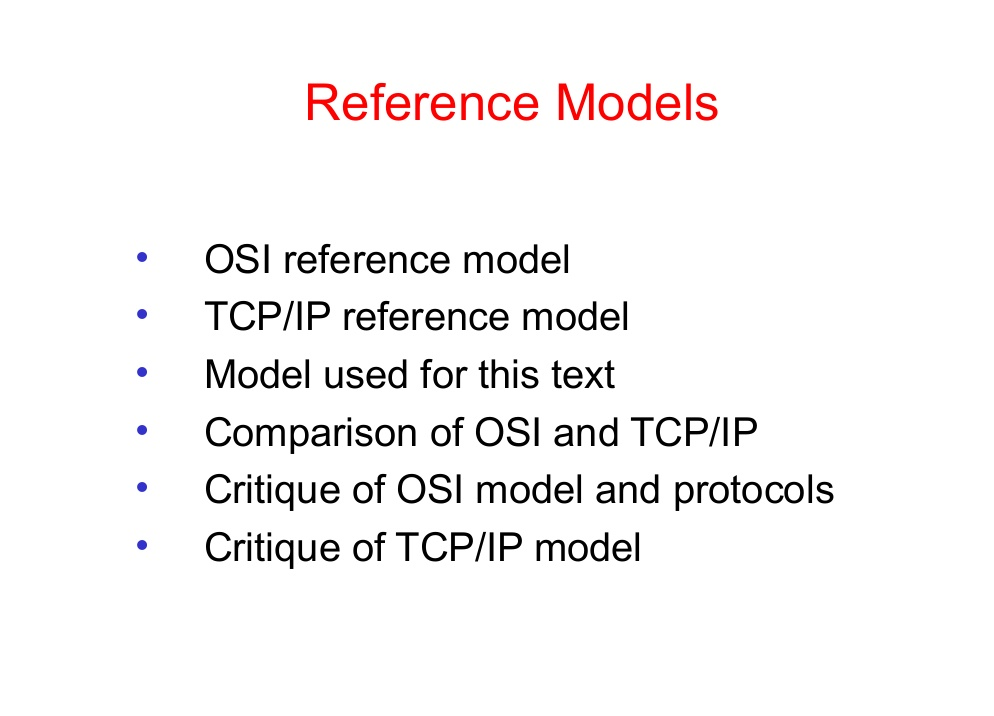 Reference Models
• OSI reference model
• TCP/IP reference model
• Model used for this text
• Comparison of OSI and TCP/IP
• Critique of OSI model and protocols
• Critique of TCP/IP model